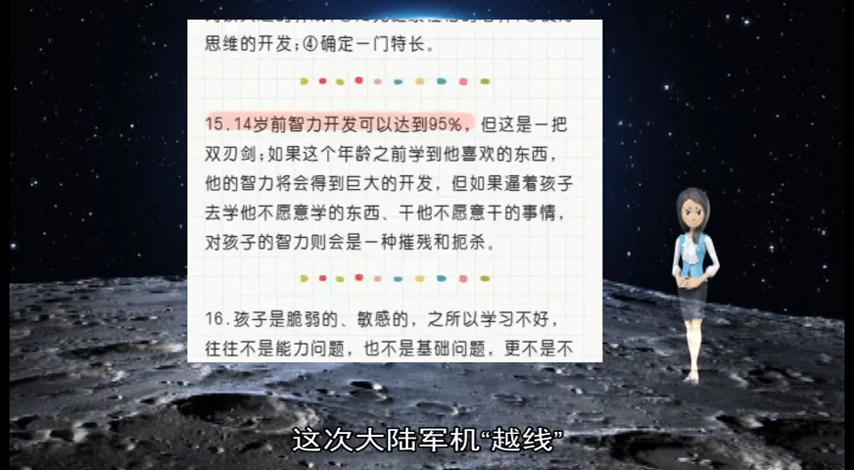 思维的开发;④确定一门特长。
15.14岁前智力开发可以达到95%，但这是一把
双刃剑;如果这个年龄之前学到他喜欢的东西，
他的智力将会得到巨大的开发，但如果逼着孩子
去学他不愿意学的东西、干他不愿意干的事情，
对孩子的智力则会是一种摧残和扼杀。
16.孩子是脆弱的、敏感的，之所以学习不好，
往往不是能力问题，也不是基础问题，更不是不
这次大陆军机“越线”